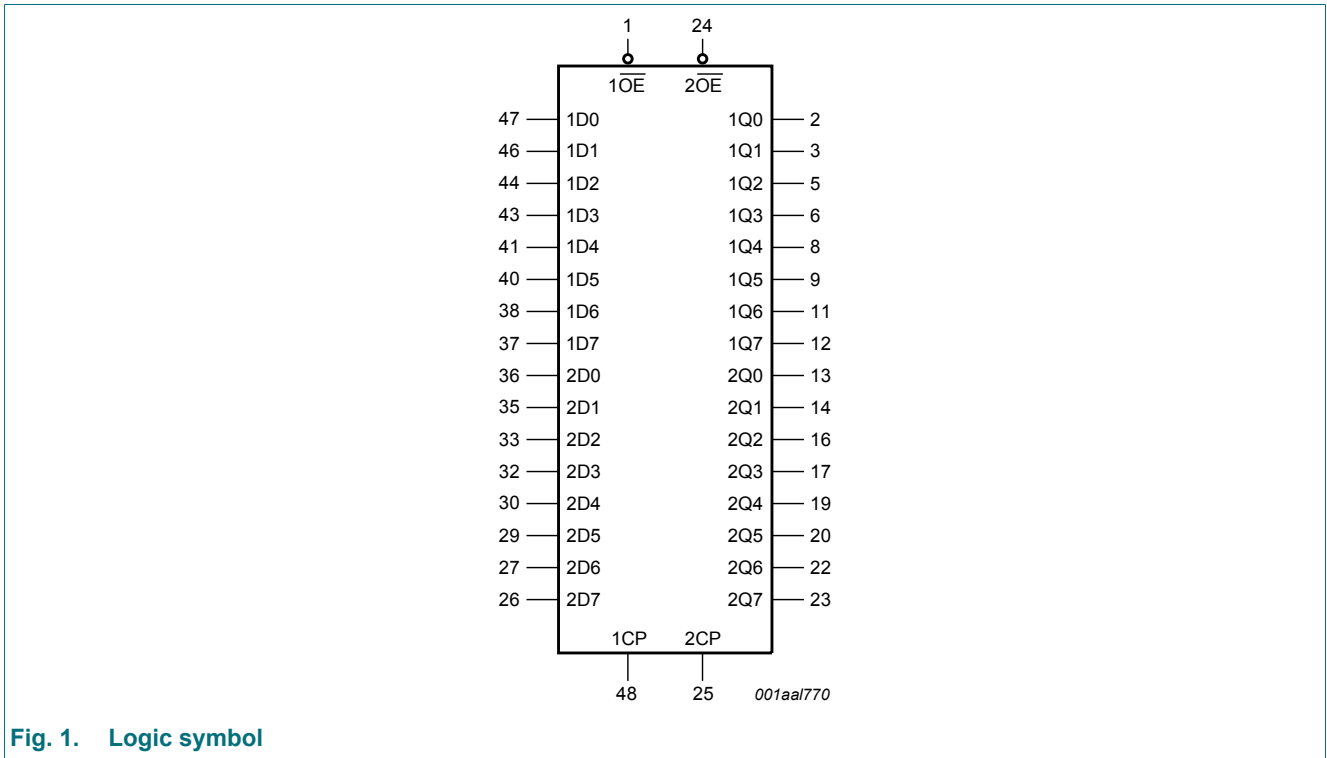 1 24
1OE 2OE
47 1D0 1Q0 2
46 1D1 1Q1 3
44 1D2 1Q2 5
43 1D3 1Q3 6
41 1D4 1Q4 8
40 1D5 1Q5 9
38 1D6 1Q6 11
37 1D7 1Q7 12
36 2D0 2Q0 13
35 2D1 2Q1 14
33 2D2 2Q2 16
32 2D3 2Q3 17
30 2D4 2Q4 19
29 2D5 2Q5 20
27 2D6 2Q6 22
26 2D7 2Q7 23
1CP 2CP
48 25 001aal770
Fig. 1. Logic symbol